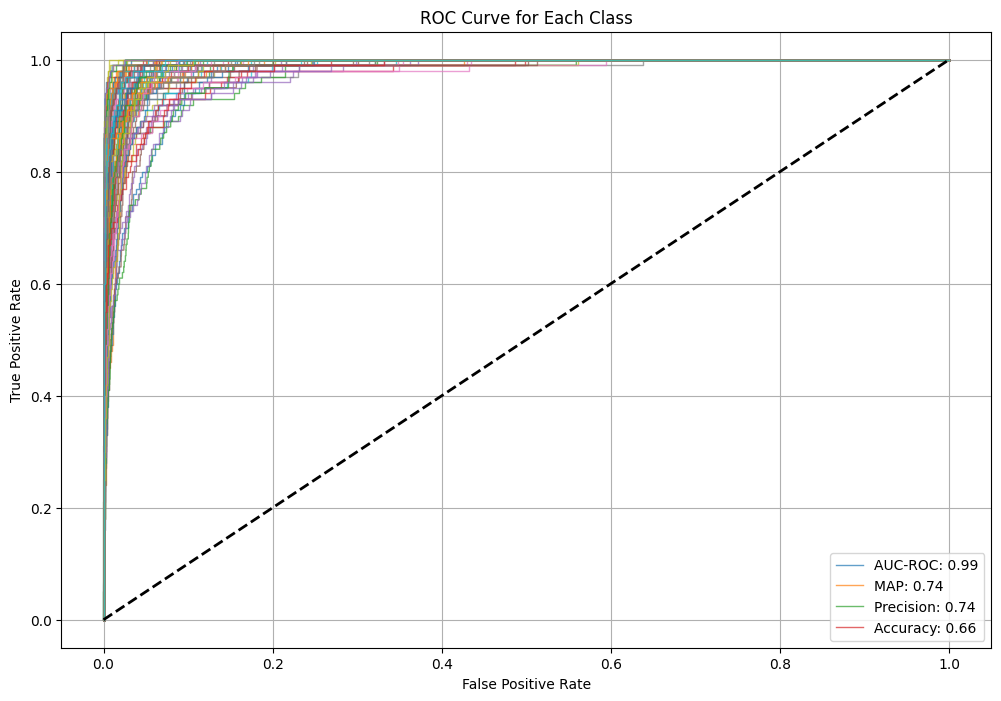 ROC Curve for Each Class
1.0
0.8
0.6
0.4
0.2
0.0
True Positive Rate
AUC-ROC: 0.99
MAP: 0.74
Precision: 0.74
Accuracy: 0.66
0.0 0.2 0.4 0.6 0.8 1.0
False Positive Rate